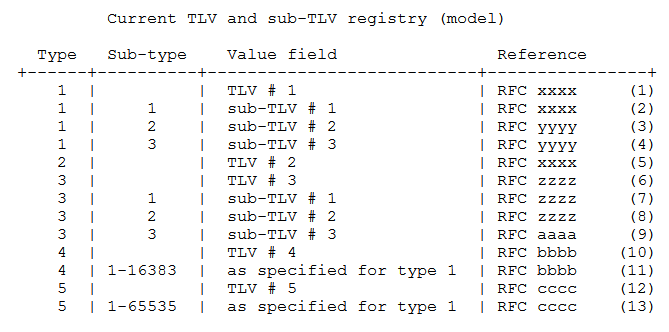 Current TLV and sub-TLV registry (model)
Type Sub-type Value field Reference
+------+----------+---------------------------+-----------------+
1 | | TLV # 1 | RFC xxxx (1)
1 | 1 | sub-TLV # 1 | RFC xxxx (2)
1 | 2 | sub-TLV # 2 | RFC yyyy (3)
1 | 3 | sub-TLV # 3 | RFC yyyy (4)
2 | | TLV # 2 | RFC xxxx (5)
3 | | TLV # 3 | RFC zzzz (6)
3 | 1 | sub-TLV # 1 | RFC zzzz (7)
3 | 2 | sub-TLV # 2 | RFC zzzz (8)
3 | 3 | sub-TLV # 3 | RFC aaaa (9)
4 | | TLV # 4 | RFC bbbb (10)
4 | 1-16383 | as specified for type 1 | RFC bbbb (11)
5 | | TLV # 5 | RFC cccc (12)
5 | 1-65535 | as specified for type 1 | RFC cccc (13)